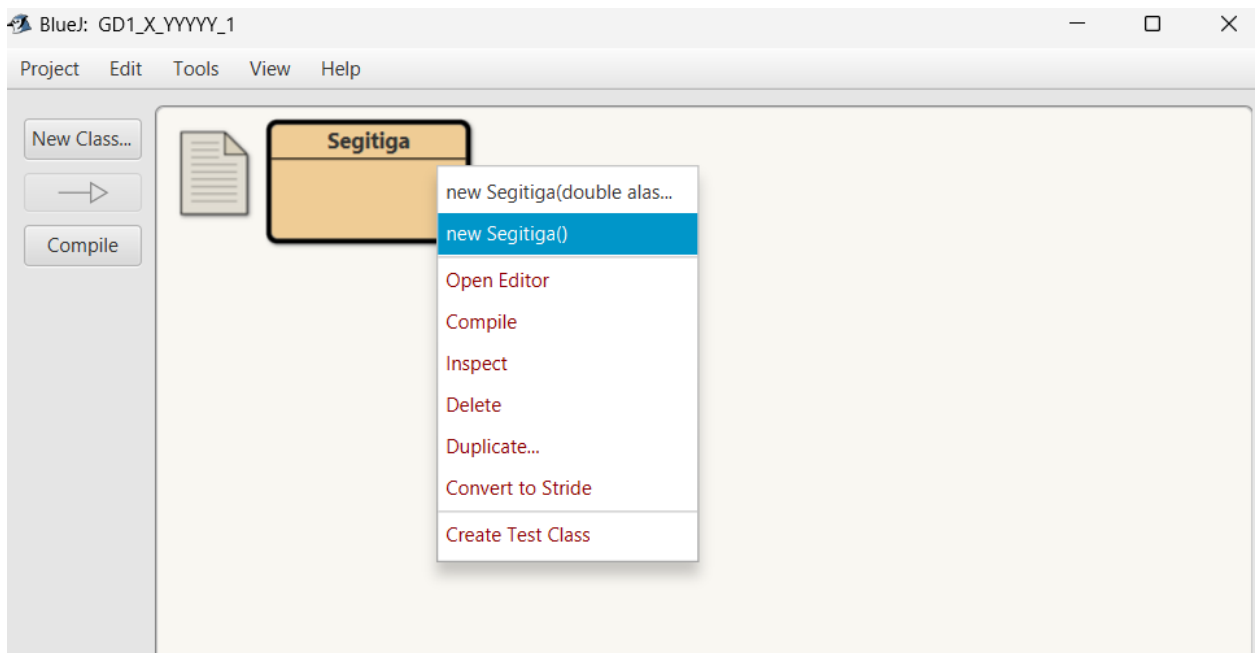 BlueJ: GD1_X_YYYYY_1
Project Edit Tools View Help
New Class...
Compile
Segitiga
new Segitiga(double alas...
new Segitiga()
Open Editor
Compile
Inspect
Delete
Duplicate...
Convert to Stride
Create Test Class